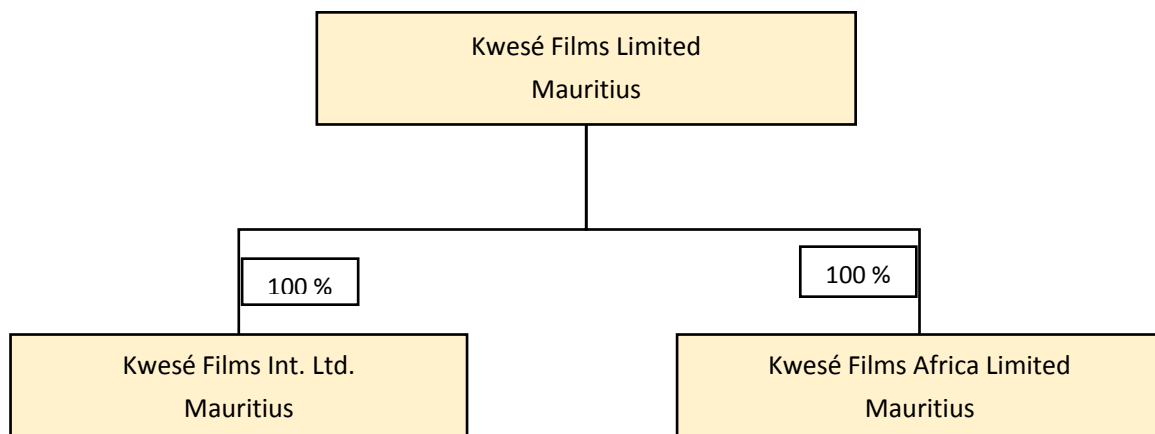 Kwesé Films Limited
Mauritius
100 %
100 %
Kwesé Films Int. Ltd.
Mauritius
Kwesé Films Africa Limited
Mauritius